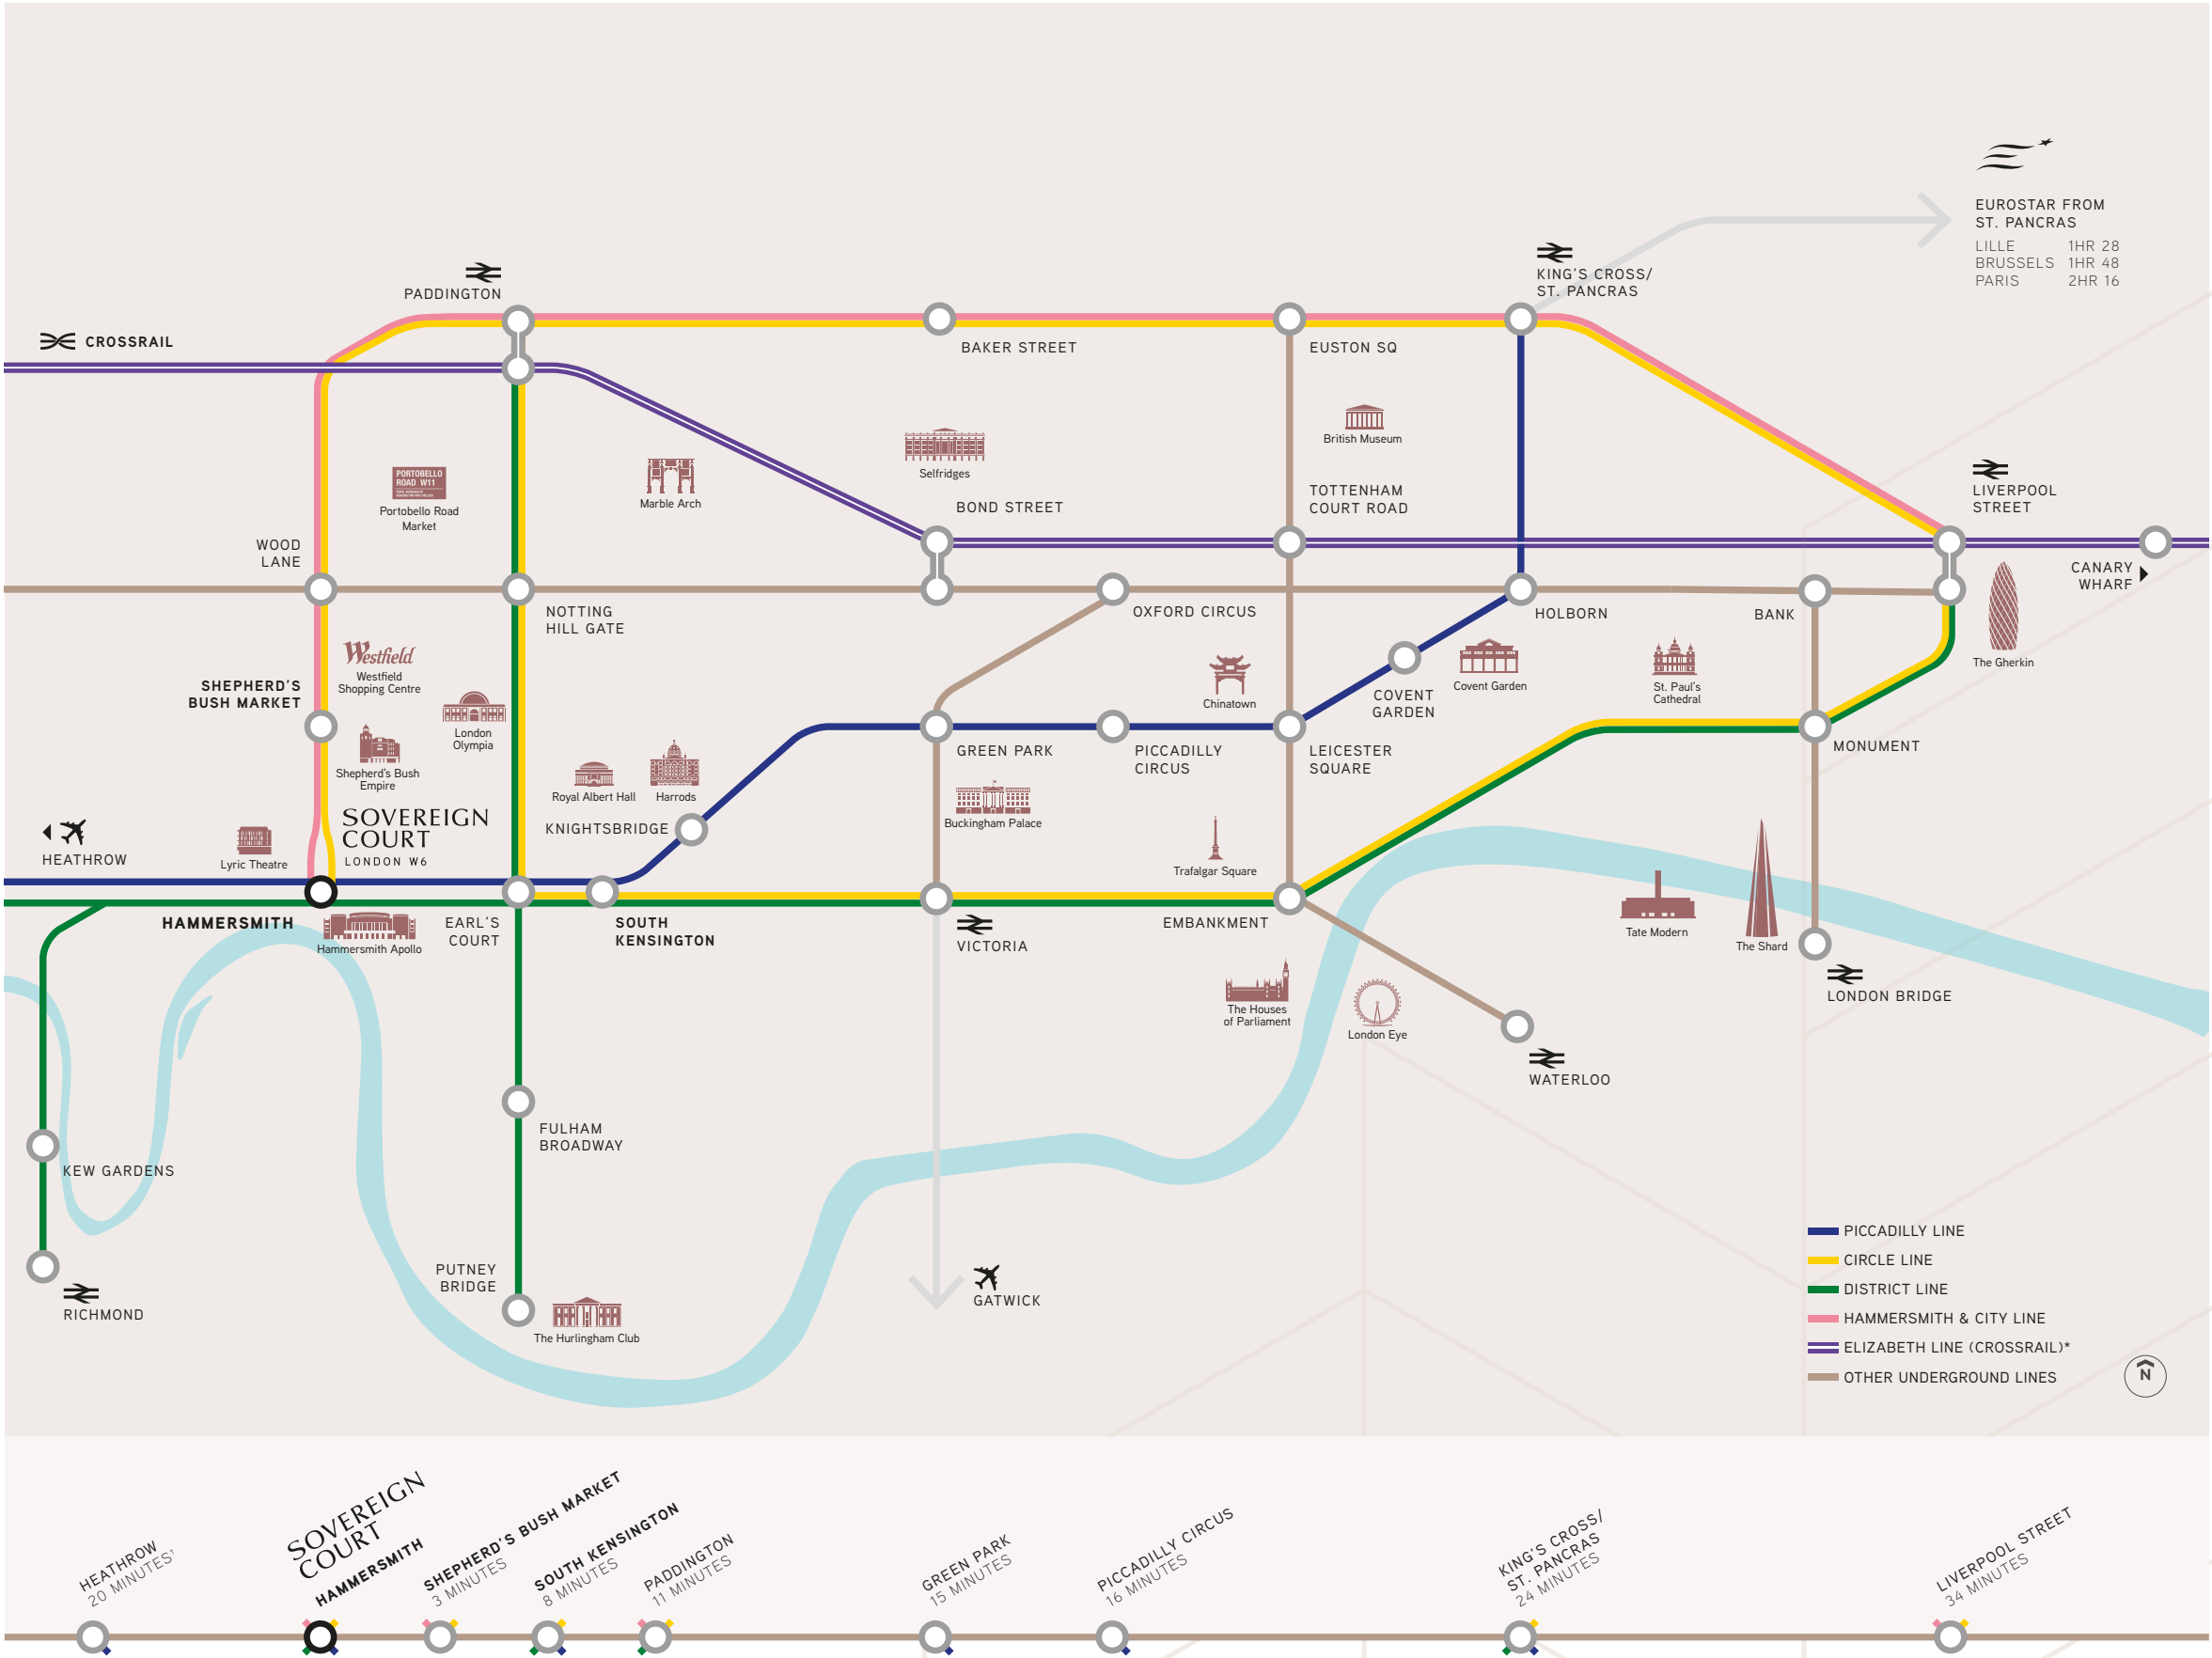 EUROSTAR FROM
ST. PANCRAS
LILLE 1HR 28
BRUSSELS 1HR 48
PARIS 2HR 16
KING'S CROSS/
ST. PANCRAS
PADDINGTON
CROSSRAIL
BAKER STREET
EUSTON SQ
British Museum
Selfridges
PORTOBELLO
ROAD W11
Portobello Road
Market
Marble Arch
BOND STREET
TOTTENHAM
COURT ROAD
LIVERPOOL
STREET
WOOD
LANE
CANARY
WHARF
NOTTING
HILL GATE
OXFORD CIRCUS
HOLBORN
BANK
The Gherkin
Westfield
Westfield
Shopping Centre
SHEPHERD'S
BUSH MARKET
London
Olympia
Chinatown
COVENT
GARDEN
Covent Garden
St. Paul's
Cathedral
Shepherd's Bush
Empire
Royal Albert Hall
Harrods
GREEN PARK
PICCADILLY
CIRCUS
LEICESTER
SQUARE
MONUMENT
SOVEREIGN
COURT
LONDON W6
KNIGHTSBRIDGE
Buckingham Palace
HEATHROW
Lyric Theatre
Trafalgar Square
HAMMERSMITH
Hammersmith Apollo
EARL'S
COURT
SOUTH
KENSINGTON
VICTORIA
EMBANKMENT
Tate Modern
The Shard
LONDON BRIDGE
The Houses
of Parliament
London Eye
WATERLOO
FULHAM
BROADWAY
KEW GARDENS
RICHMOND
PUTNEY
BRIDGE
The Hurlingham Club
GATWICK
PICCADILLY LINE
CIRCLE LINE
DISTRICT LINE
HAMMERSMITH & CITY LINE
ELIZABETH LINE (CROSSRAIL)*
OTHER UNDERGROUND LINES
N
HEATHROW
20 MINUTES†
SOVEREIGN
COURT
HAMMERSMITH
SHEPHERD'S BUSH MARKET
3 MINUTES
SOUTH KENSINGTON
8 MINUTES
PADDINGTON
11 MINUTES
GREEN PARK
15 MINUTES
PICCADILLY CIRCUS
16 MINUTES
KING'S CROSS/
ST. PANCRAS
24 MINUTES
LIVERPOOL STREET
34 MINUTES